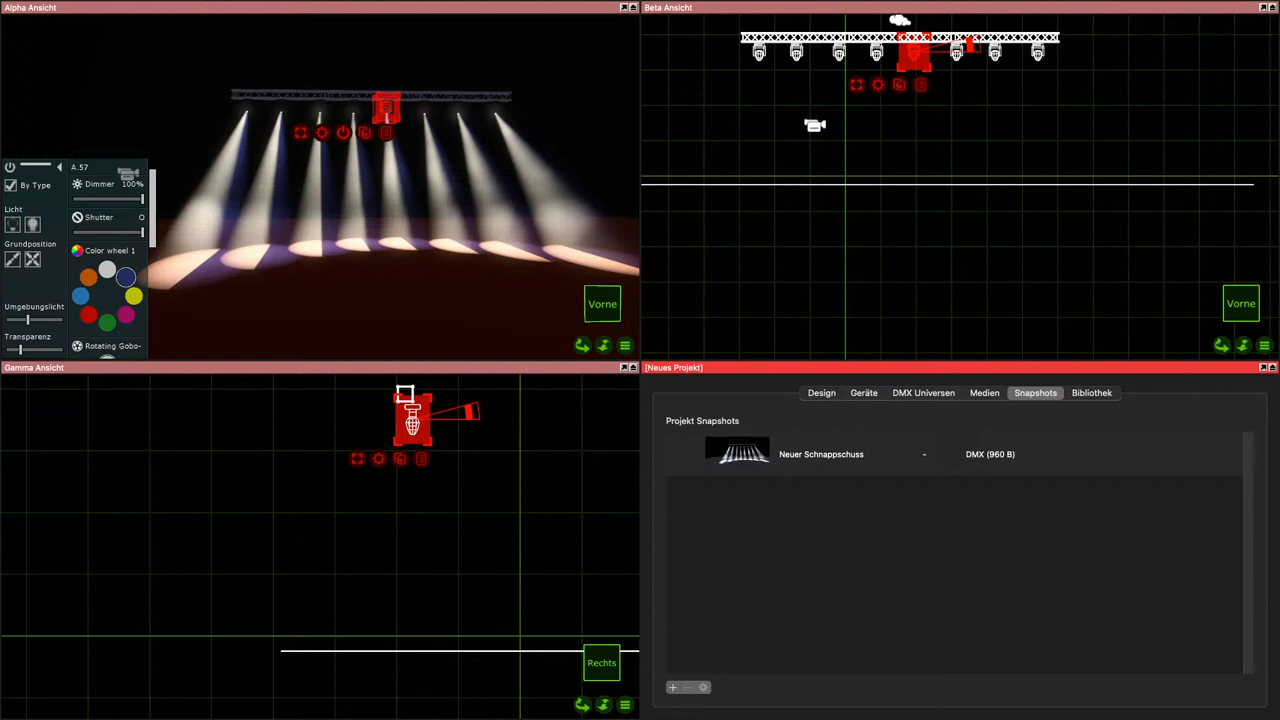 Alpha Ansicht
Beta Ansicht
A.57
By Type
Dimmer 100%
Licht
Shutter O
Grundposition
Color wheel 1
Umgebungslicht
Transparenz
Rotating Gobo-
Vorne
Vorne
Gamma Ansicht
[Neues Projekt]
Design Geräte DMX Universen Medien Snapshots Bibliothek
Projekt Snapshots
Neuer Schnappschuss - DMX (960 B)
Rechts